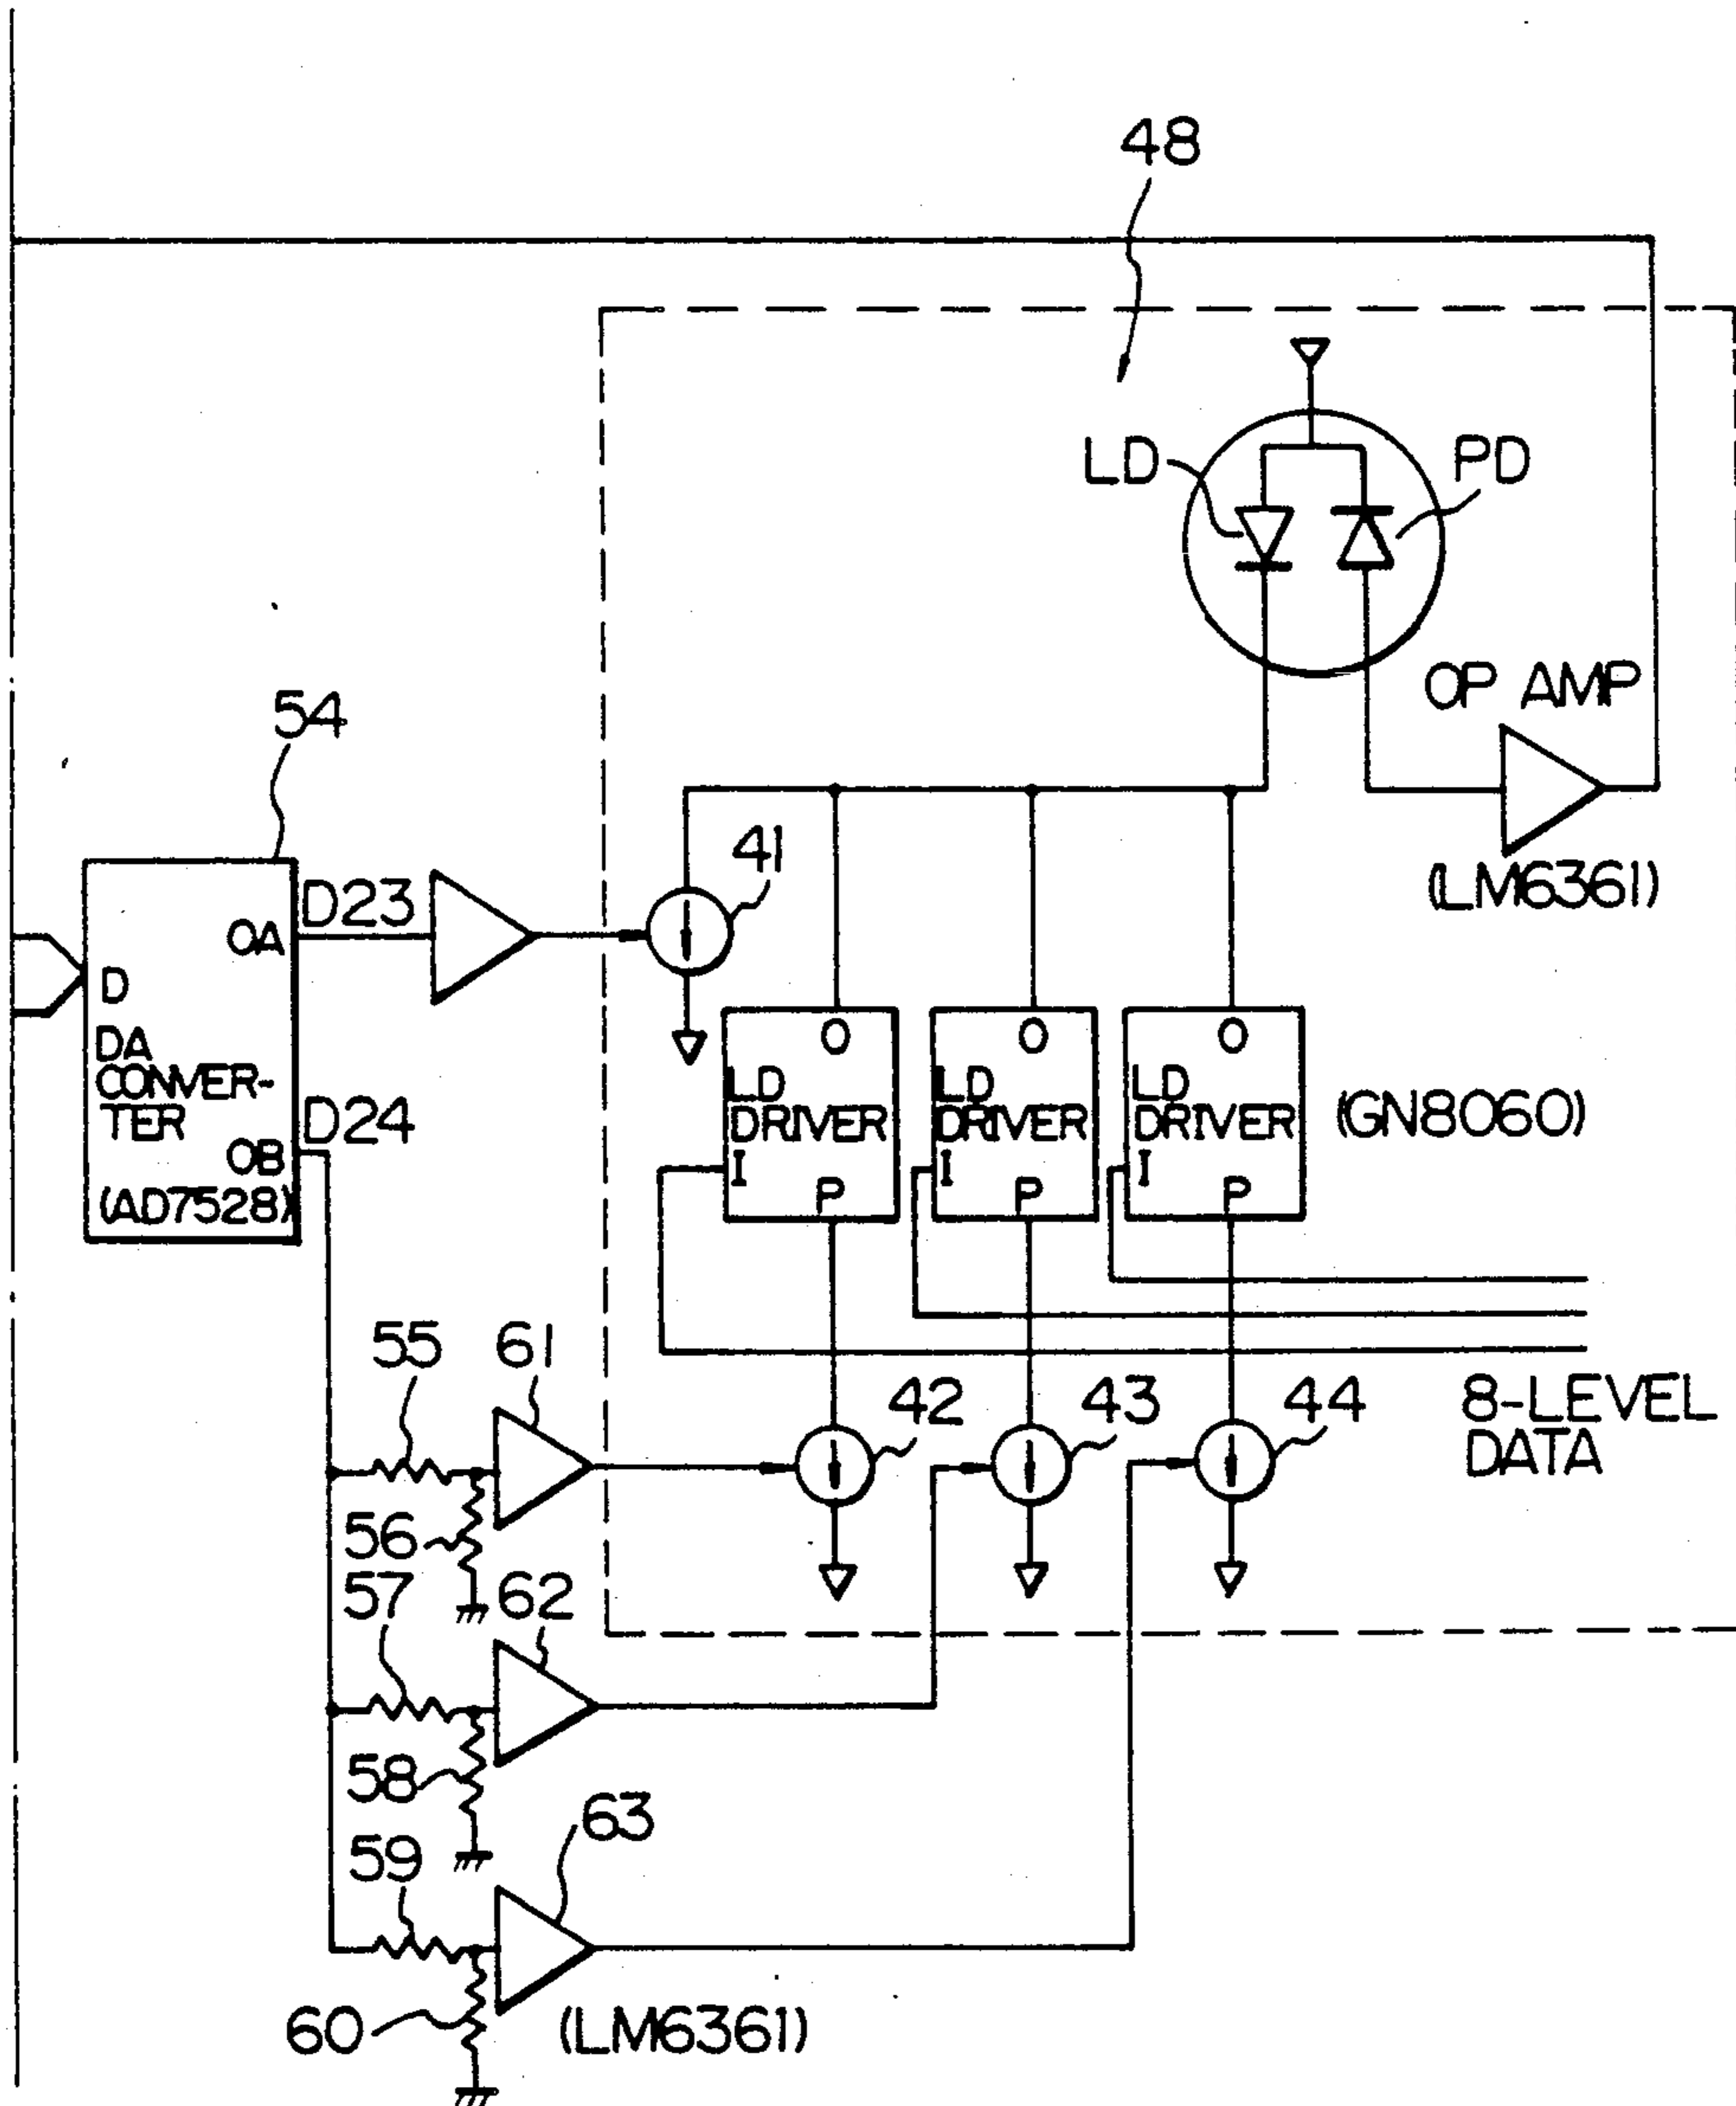 48
LD
PD
OP AMP
(LM6361)
54
41
D23
OA
D
DA
CONVER-
TER
D24
OB
(AD7528)
O
LD
DRIVER
I
P
O
LD
DRIVER
I
P
O
LD
DRIVER
I
P
(GN8060)
8-LEVEL
DATA
42
43
44
55
61
56
57
62
58
59
63
60
(LM6361)